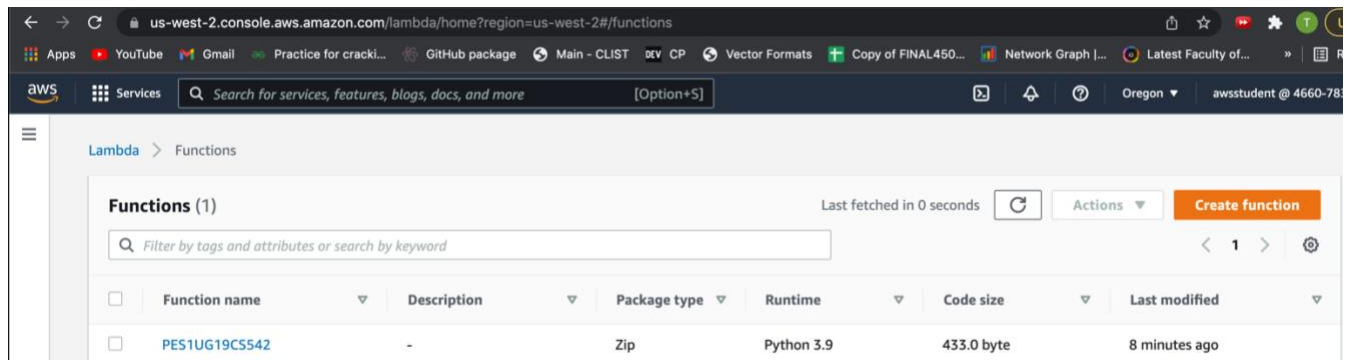 us-west-2.console.aws.amazon.com/lambda/home?region=us-west-2#/functions
T
Apps YouTube Gmail Practice for cracki... GitHub package Main - CLIST DEV CP Vector Formats Copy of FINAL450... Network Graph |... Latest Faculty of... » R
aws Services Search for services, features, blogs, docs, and more [Option+S] Oregon ▼ awsstudent @ 4660-783
Lambda > Functions
Functions (1) Last fetched in 0 seconds Actions ▼ Create function
Filter by tags and attributes or search by keyword < 1 >
Function name Description Package type Runtime Code size Last modified
PES1UG19CS542 - Zip Python 3.9 433.0 byte 8 minutes ago